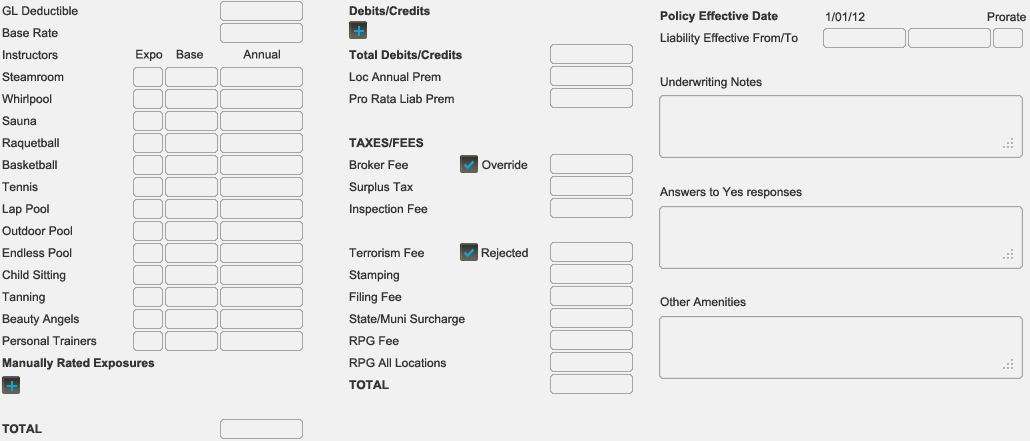 GL Deductible
Base Rate
Instructors Expo Base Annual
Steamroom
Whirlpool
Sauna
Raquetball
Basketball
Tennis
Lap Pool
Outdoor Pool
Endless Pool
Child Sitting
Tanning
Beauty Angels
Personal Trainers
Manually Rated Exposures
TOTAL
Debits/Credits
Total Debits/Credits
Loc Annual Prem
Pro Rata Liab Prem
TAXES/FEES
Broker Fee Override
Surplus Tax
Inspection Fee
Terrorism Fee Rejected
Stamping
Filing Fee
State/Muni Surcharge
RPG Fee
RPG All Locations
TOTAL
Policy Effective Date 1/01/12 Prorate
Liability Effective From/To
Underwriting Notes
Answers to Yes responses
Other Amenities